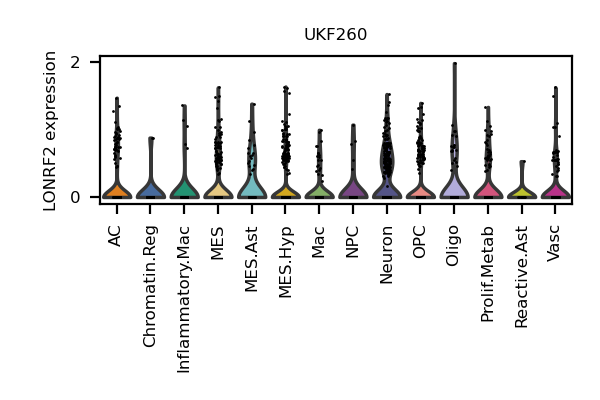 UKF260
LONRF2 expression
2
0
AC
Chromatin.Reg
Inflammatory.Mac
MES
MES.Ast
MES.Hyp
Mac
NPC
Neuron
OPC
Oligo
Prolif.Metab
Reactive.Ast
Vasc